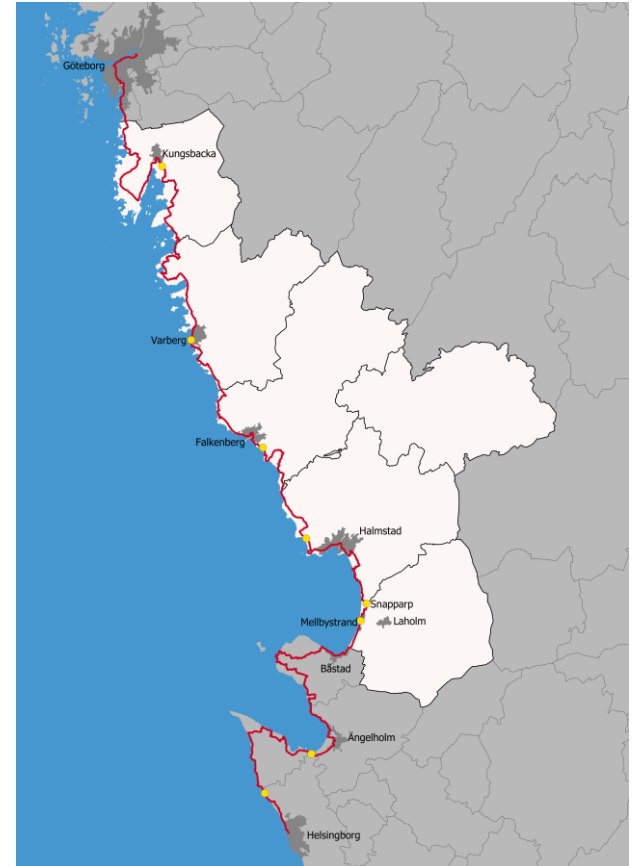 Göteborg
Kungsbacka
Varberg
Falkenberg
Halmstad
Snapparp
Mellbystrand
Laholm
Båstad
Ängelholm
Helsingborg